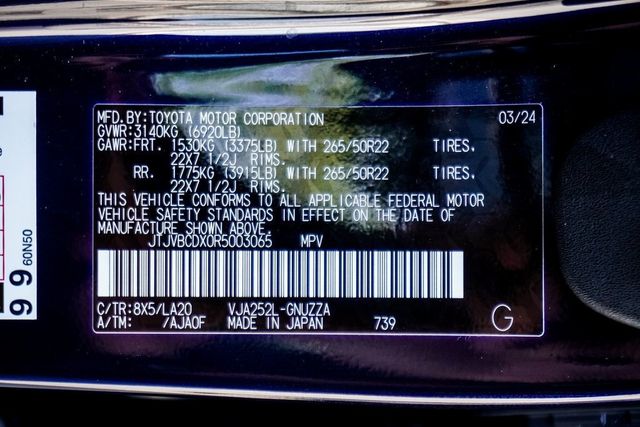 MFD.BY:TOYOTA MOTOR CORPORATION 03/24
GVWR:3140KG (6920LB)
GAWR:FRT. 1530KG (3375LB) WITH 265/50R22 TIRES.
22X7 1/2J RIMS.
RR. 1775KG (3915LB) WITH 265/50R22 TIRES.
22X7 1/2J RIMS.
THIS VEHICLE CONFORMS TO ALL APPLICABLE FEDERAL MOTOR
VEHICLE SAFETY STANDARDS IN EFFECT ON THE DATE OF
MANUFACTURE SHOWN ABOVE.
JTJVBCDX0R5003065 MPV
C/TR:8X5/LA20 VJA252L-GNUZZA
A/TM: /AJA0F MADE IN JAPAN 739
G
60N50
99